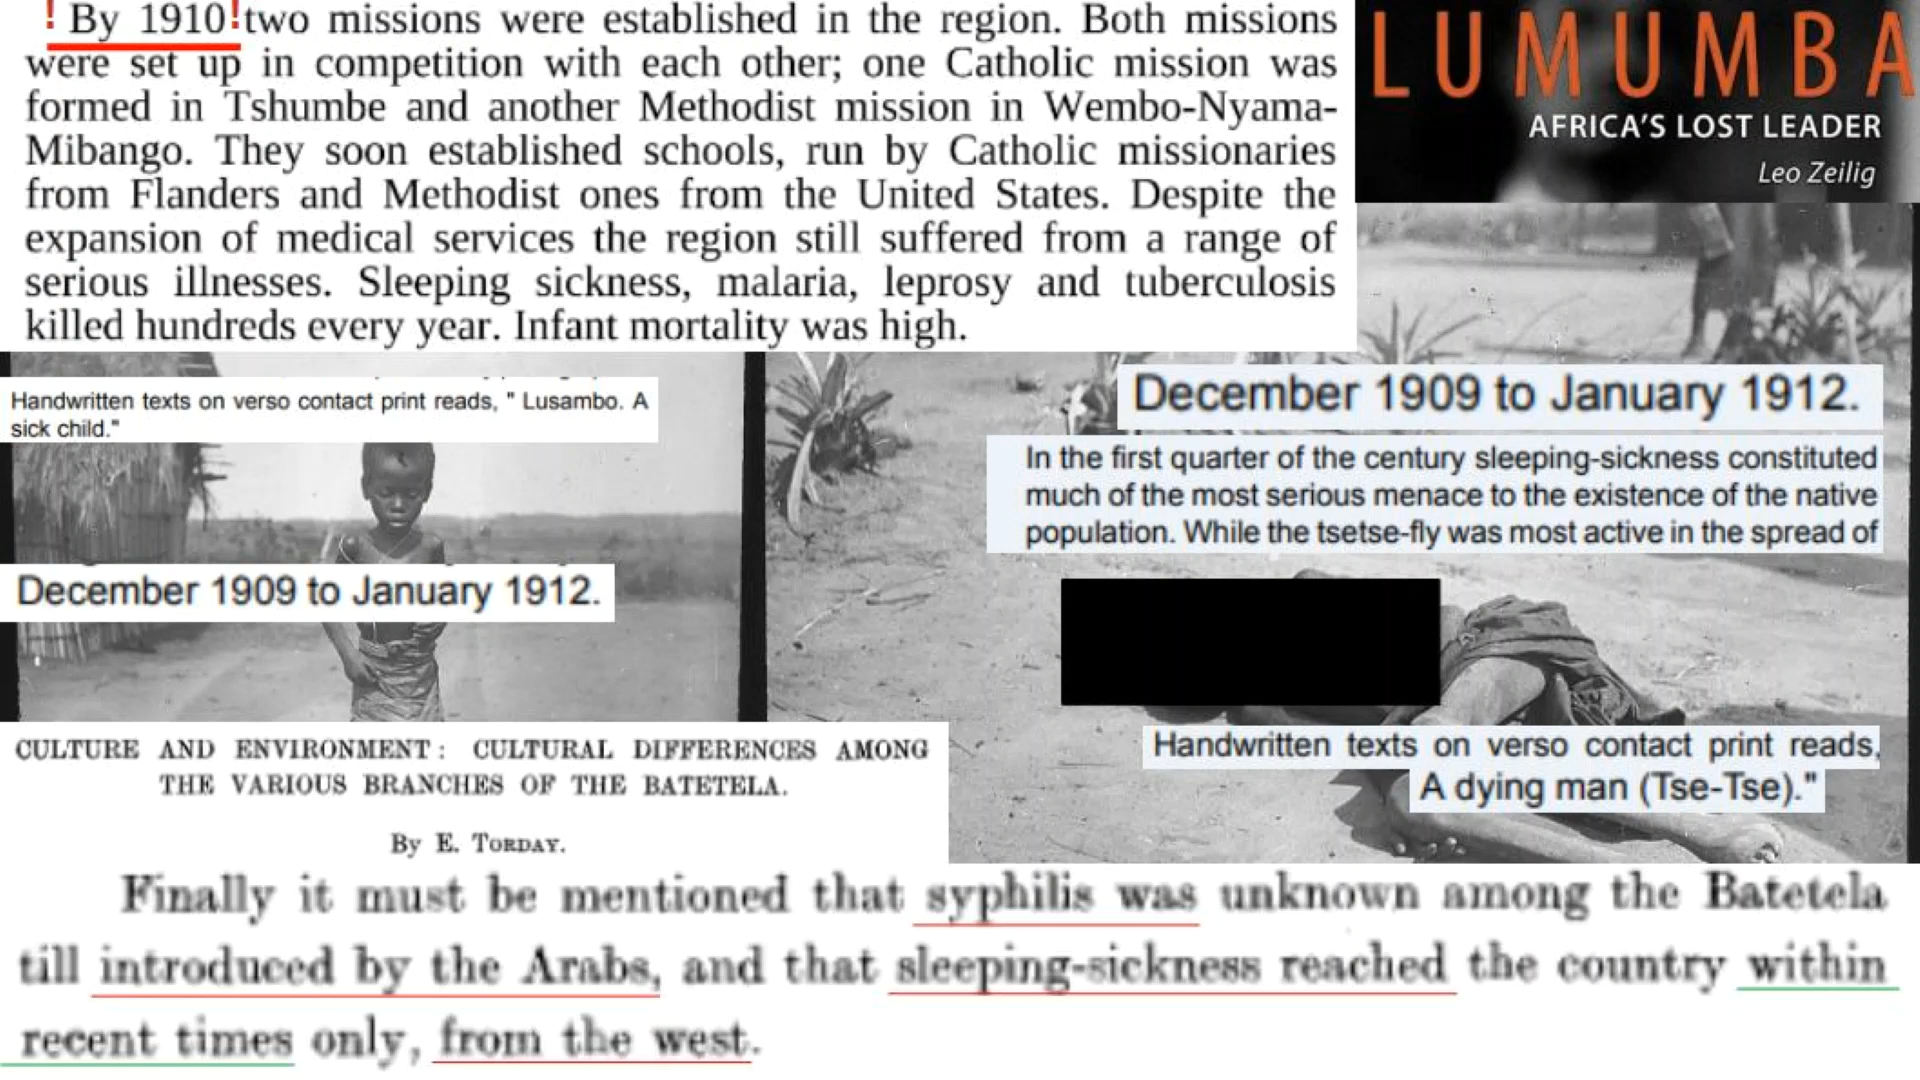 ! By 1910! two missions were established in the region. Both missions
were set up in competition with each other; one Catholic mission was
formed in Tshumbe and another Methodist mission in Wembo-Nyama-
Mibango. They soon established schools, run by Catholic missionaries
from Flanders and Methodist ones from the United States. Despite the
expansion of medical services the region still suffered from a range of
serious illnesses. Sleeping sickness, malaria, leprosy and tuberculosis
killed hundreds every year. Infant mortality was high.
LUMUMBA
AFRICA'S LOST LEADER
Leo Zeilig
Handwritten texts on verso contact print reads, " Lusambo. A
sick child."
December 1909 to January 1912.
December 1909 to January 1912.
In the first quarter of the century sleeping-sickness constituted
much of the most serious menace to the existence of the native
population. While the tsetse-fly was most active in the spread of
Handwritten texts on verso contact print reads,
A dying man (Tse-Tse)."
CULTURE AND ENVIRONMENT: CULTURAL DIFFERENCES AMONG
THE VARIOUS BRANCHES OF THE BATETELA.
By E. TORDAY.
Finally it must be mentioned that syphilis was unknown among the Batetela
till introduced by the Arabs, and that sleeping-sickness reached the country within
recent times only, from the west.